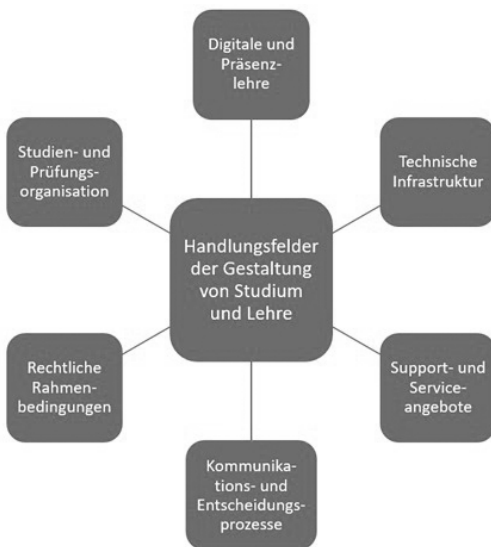 Digitale und
Präsenz-
lehre
Studien- und
Prüfungs-
organisation
Technische
Infrastruktur
Handlungsfelder
der Gestaltung
von Studium
und Lehre
Rechtliche
Rahmen-
bedingungen
Support- und
Service-
angebote
Kommunika-
tions- und
Entscheidungs-
prozesse